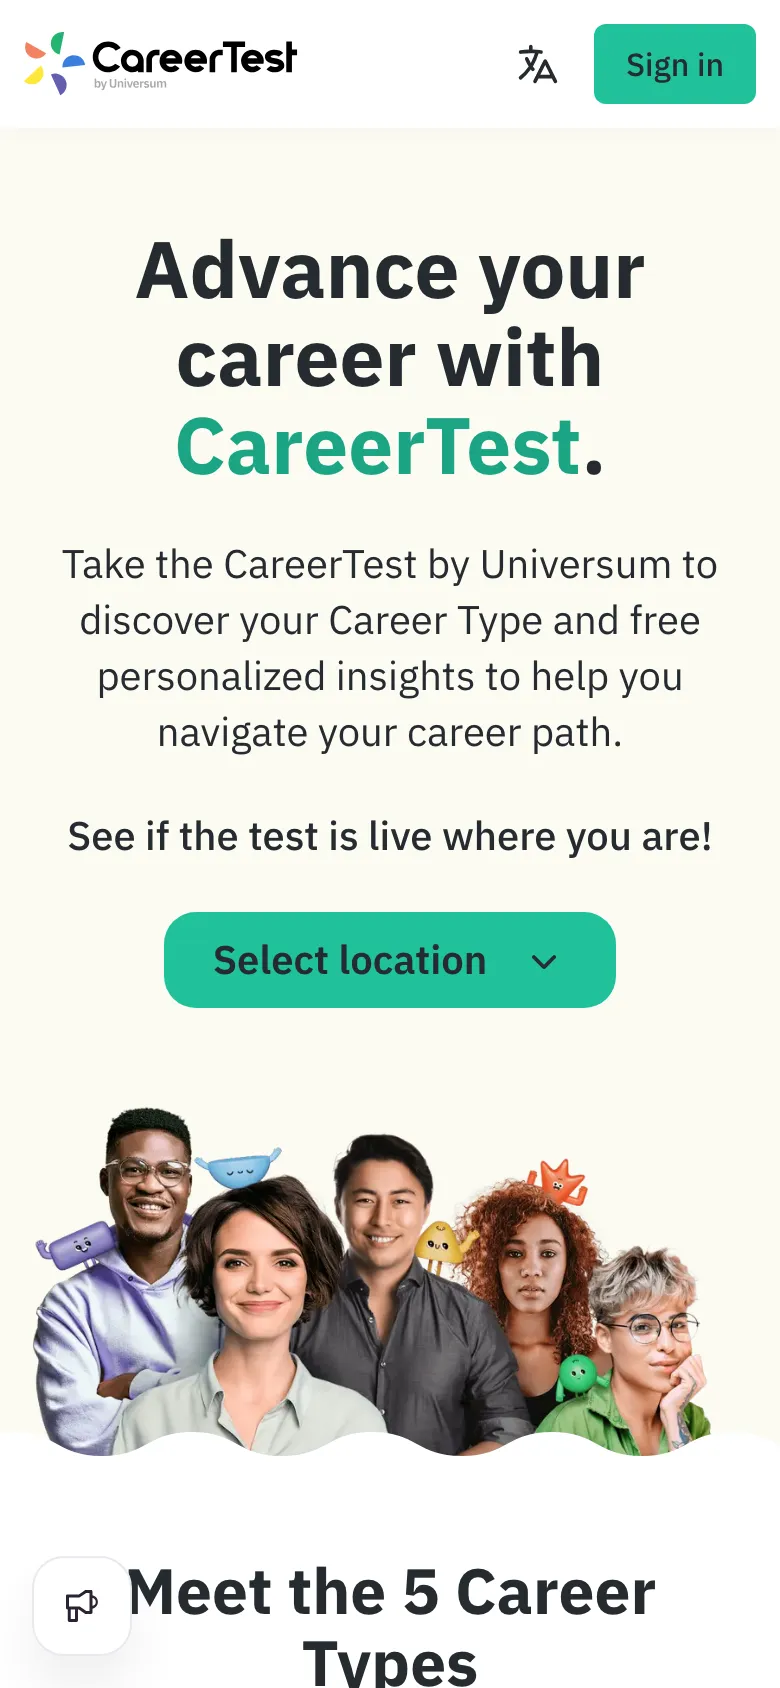 CareerTest
by Universum
Sign in
Advance your
career with
CareerTest.
Take the CareerTest by Universum to
discover your Career Type and free
personalized insights to help you
navigate your career path.
See if the test is live where you are!
Select location
Meet the 5 Career
Types